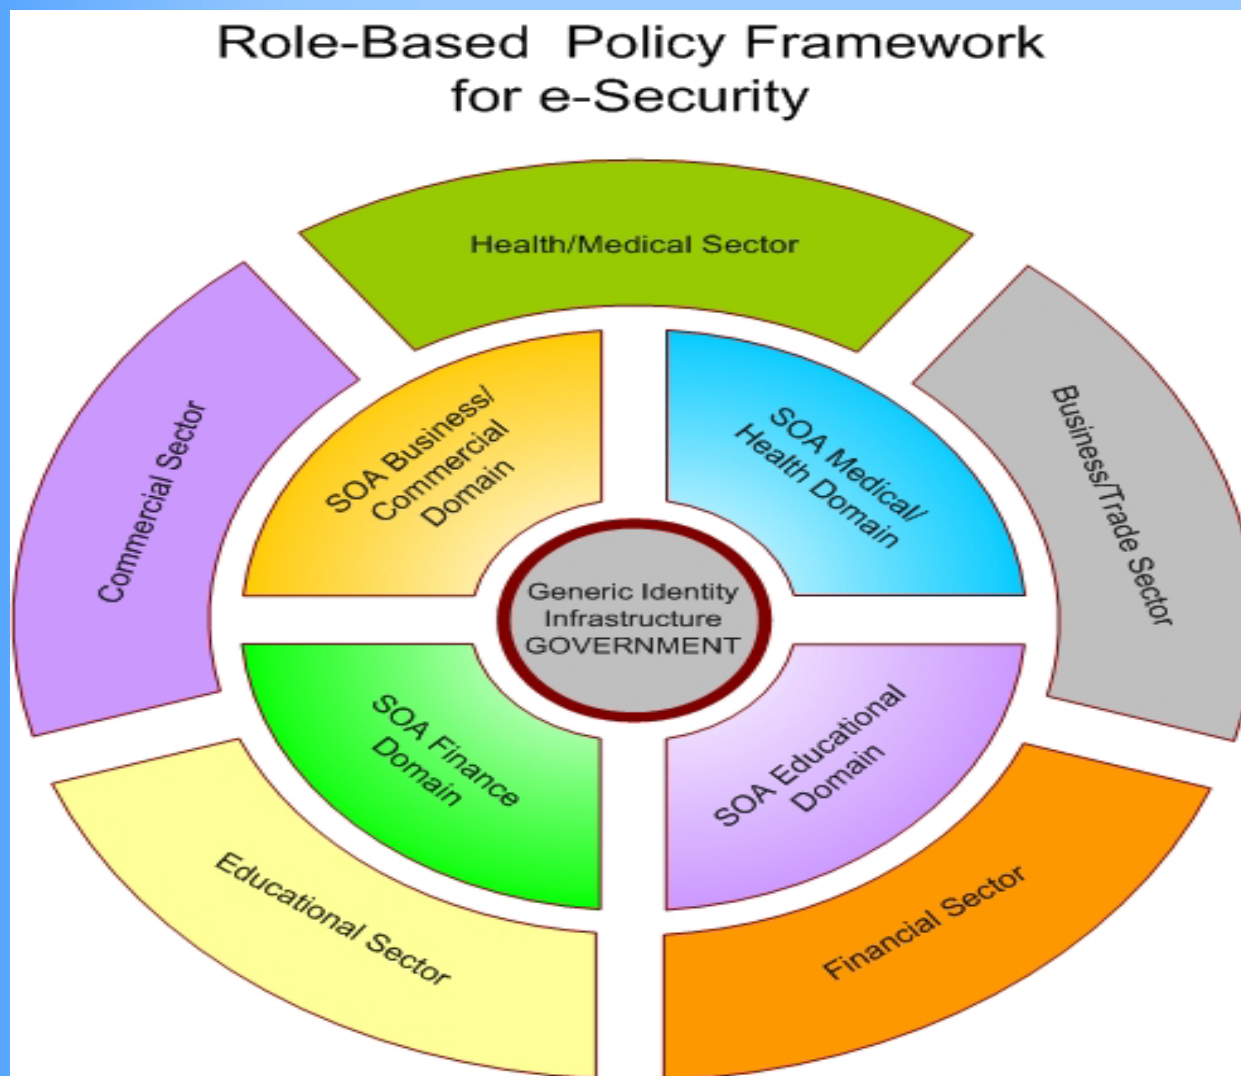 Role-Based Policy Framework
for e-Security
Health/Medical Sector
Commercial Sector
Business/Trade Sector
SOA Business/
Commercial
Domain
SOA Medical/
Health Domain
Generic Identity
Infrastructure
GOVERNMENT
SOA Finance
Domain
SOA Educational
Domain
Educational Sector
Financial Sector